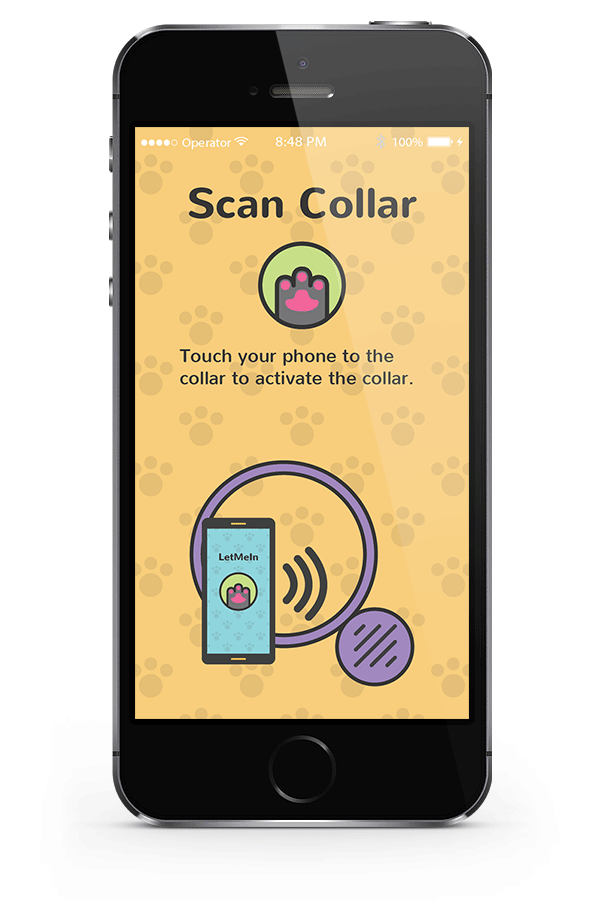 Operator 8:48 PM 100%
Scan Collar
Touch your phone to the
collar to activate the collar.
LetMeIn